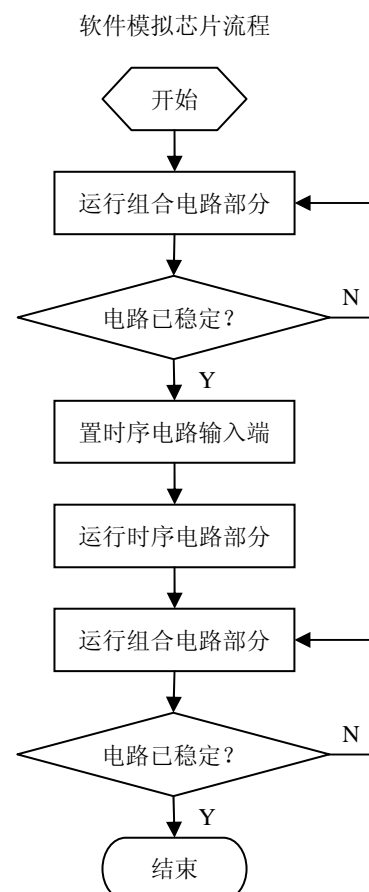 软件模拟芯片流程
开始
运行组合电路部分
电路已稳定？
N
Y
置时序电路输入端
运行时序电路部分
运行组合电路部分
电路已稳定？
N
Y
结束